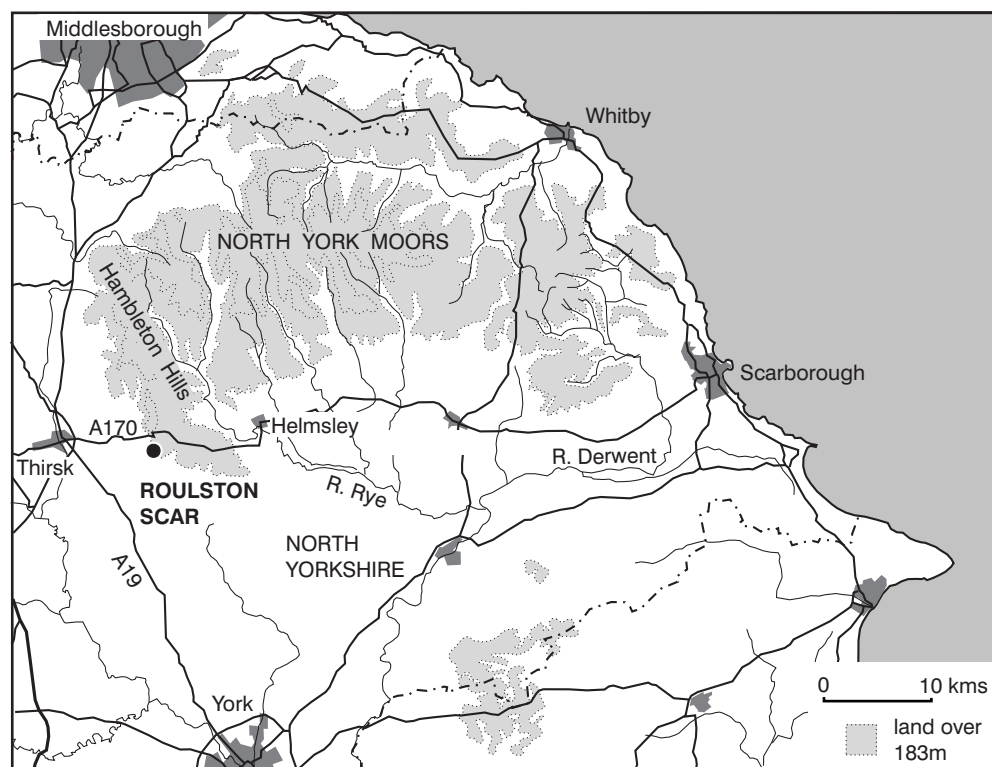 Middlesborough
Whitby
NORTH YORK MOORS
Hambleton Hills
Scarborough
A170
Helmsley
Thirsk
R. Derwent
R. Rye
ROULSTON
SCAR
NORTH
YORKSHIRE
A19
York
0 10 kms
land over
183m